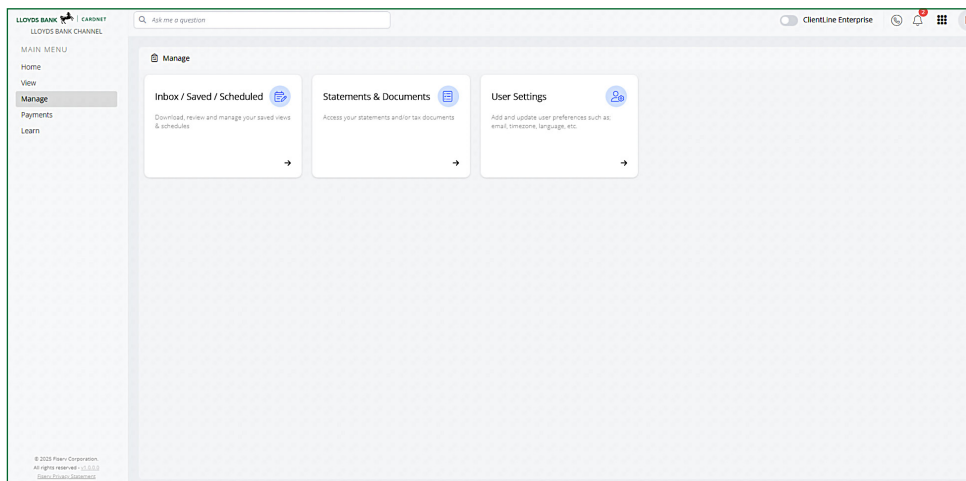 LLOYDS BANK CARDNET
LLOYDS BANK CHANNEL
Ask me a question
ClientLine Enterprise
2
MAIN MENU
Home
View
Manage
Payments
Learn
Manage
Inbox / Saved / Scheduled
Download, review and manage your saved views
& schedules
Statements & Documents
Access your statements and/or tax documents
User Settings
Add and update user preferences such as:
email, timezone, language, etc.
© 2025 Fiserv Corporation.
All rights reserved -
Fiserv Privacy Statement